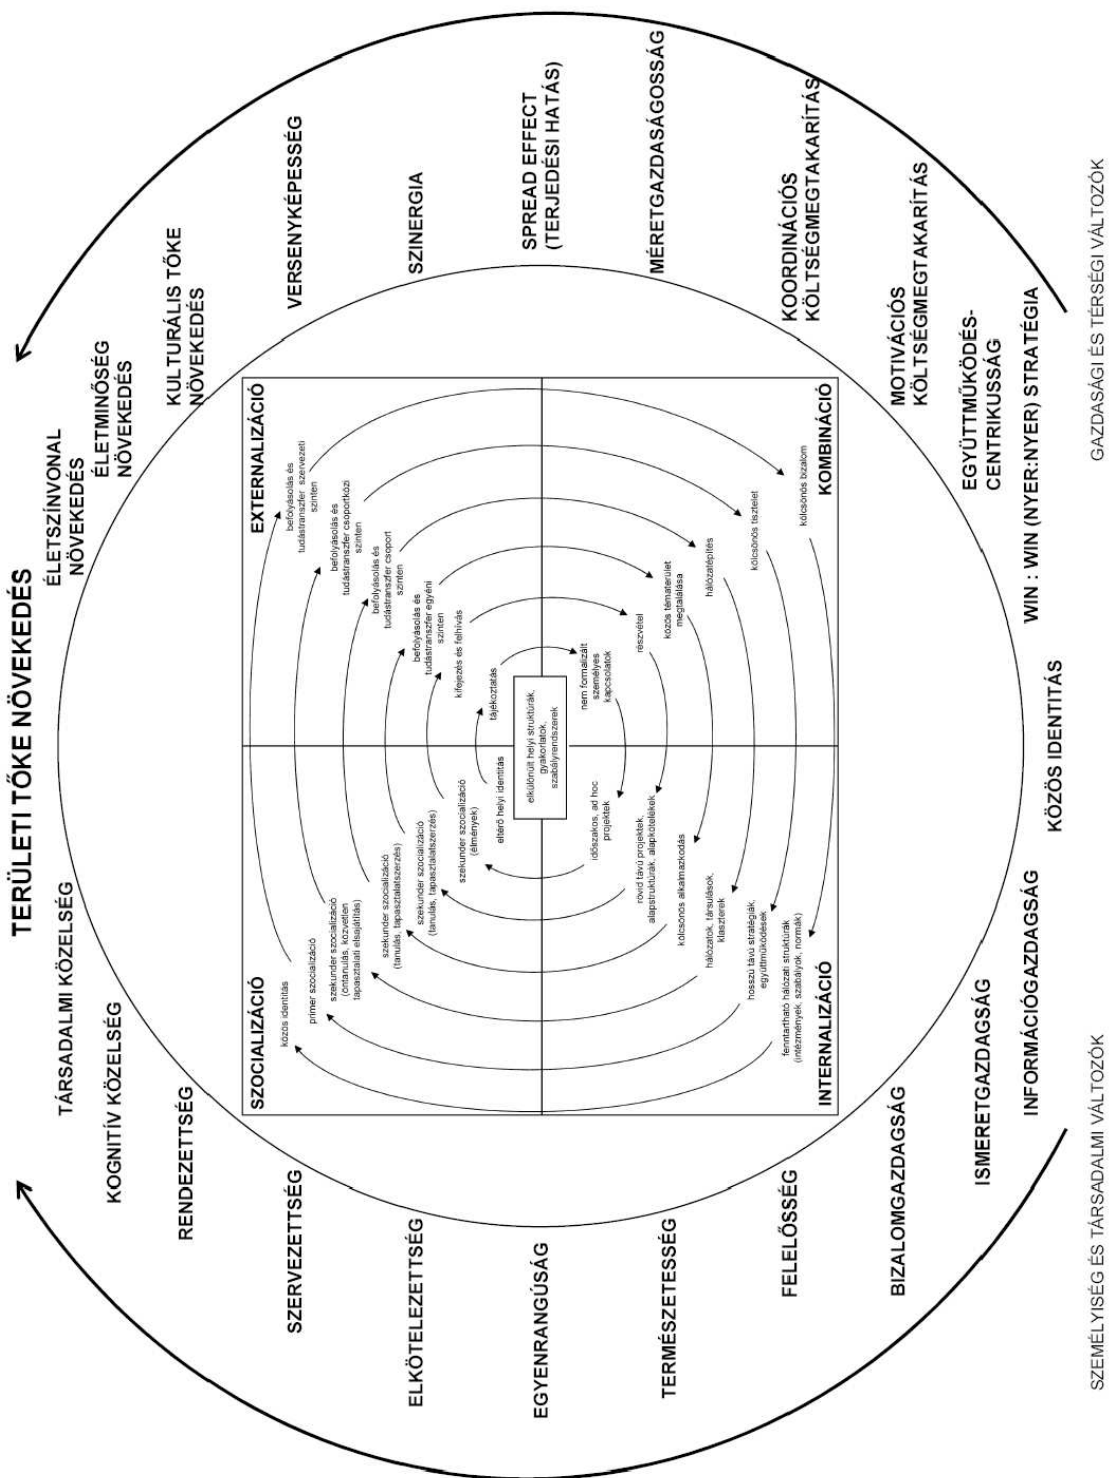 TERÜLETI TŐKE NÖVEKEDÉS
TÁRSADALMI KÖZELSÉG
KOGNITÍV KÖZELSÉG
RENDEZETTSÉG
SZERVEZETTSÉG
ELKÖTELEZETTSÉG
EGYENRANGÚSÁG
TERMÉSZETESSÉG
FELELŐSSÉG
BIZALOMGAZDAGSÁG
ISMERETGAZDAGSÁG
INFORMÁCIÓGAZDAGSÁG
KÖZÖS IDENTITÁS
ÉLETSZÍNVONAL
NÖVEKEDÉS
ÉLETMINŐSÉG
NÖVEKEDÉS
KULTURÁLIS TŐKE
NÖVEKEDÉS
VERSENYKÉPESSÉG
SZINERGIA
SPREAD EFFECT
(TERJEDÉSI HATÁS)
MÉRETGAZDASÁGOSSÁG
KOORDINÁCIÓS
KÖLTSÉGMEGTAKARÍTÁS
MOTIVÁCIÓS
KÖLTSÉGMEGTAKARÍTÁS
EGYÜTTMŰKÖDÉS-
CENTRIKUSSÁG
WIN : WIN (NYER:NYER) STRATÉGIA
SZOCIALIZÁCIÓ
közös identitás
primer szocializáció
szekunder szocializáció
(öntanulás, közvetlen
tapasztalati elsajátítás)
szekunder szocializáció
(tanulás, tapasztalatszerzés)
szekunder szocializáció
(tanulás, tapasztalatszerzés)
szekunder szocializáció
(élmények)
eltérő helyi identitás
EXTERNALIZÁCIÓ
befolyásolás és
tudástranszfer szervezeti
szinten
befolyásolás és
tudástranszfer csoportközi
szinten
befolyásolás és
tudástranszfer csoport
szinten
befolyásolás és
tudástranszfer egyéni
szinten
kifejezés és felhívás
tájékoztatás
elkülönült helyi struktúrák,
gyakorlatok,
szabályrendszerek
INTERNALIZÁCIÓ
időszakos, ad hoc
projektek
rövid távú projektek,
alapstruktúrák, alapkötelékek
kölcsönös alkalmazkodás
hálózatok, társulások,
klaszterek
hosszú távú stratégiák,
együttműködések
fenntartható hálózati struktúrák
(intézmények, szabályok, normák)
KOMBINÁCIÓ
nem formalizált
személyes
kapcsolatok
részvétel
közös tématerület
megtalálása
hálózatépítés
kölcsönös tisztelet
kölcsönös bizalom
SZEMÉLYISÉG ÉS TÁRSADALMI VÁLTOZÓK
GAZDASÁGI ÉS TÉRSÉGI VÁLTOZÓK